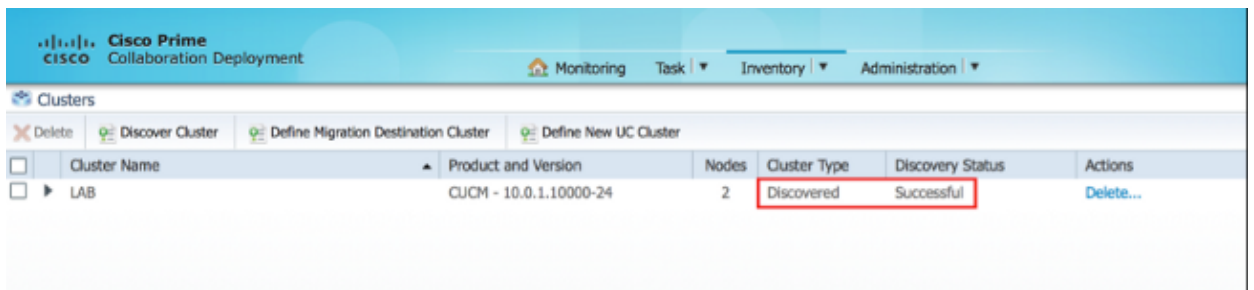 Cisco Prime
CISCO Collaboration Deployment
Monitoring Task Inventory Administration
Clusters
Delete Discover Cluster Define Migration Destination Cluster Define New UC Cluster
Cluster Name Product and Version Nodes Cluster Type Discovery Status Actions
LAB CUCM - 10.0.1.10000-24 2 Discovered Successful Delete...